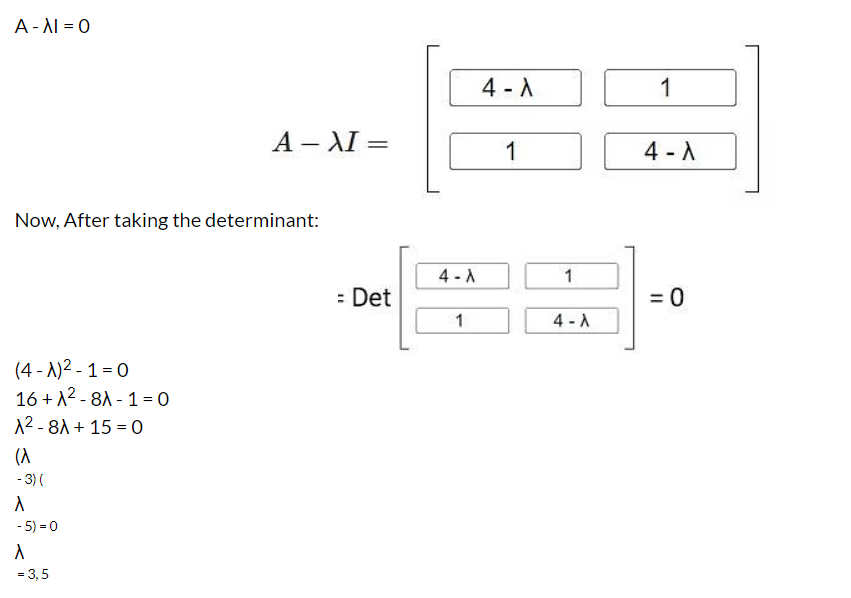 A - λI = 0
4 - λ 1
A − λI =
1 4 - λ
Now, After taking the determinant:
4 - λ 1
= Det = 0
1 4 - λ
(4 - λ)² - 1 = 0
16 + λ² - 8λ - 1 = 0
λ² - 8λ + 15 = 0
(λ
- 3) (
λ
- 5) = 0
λ
= 3, 5